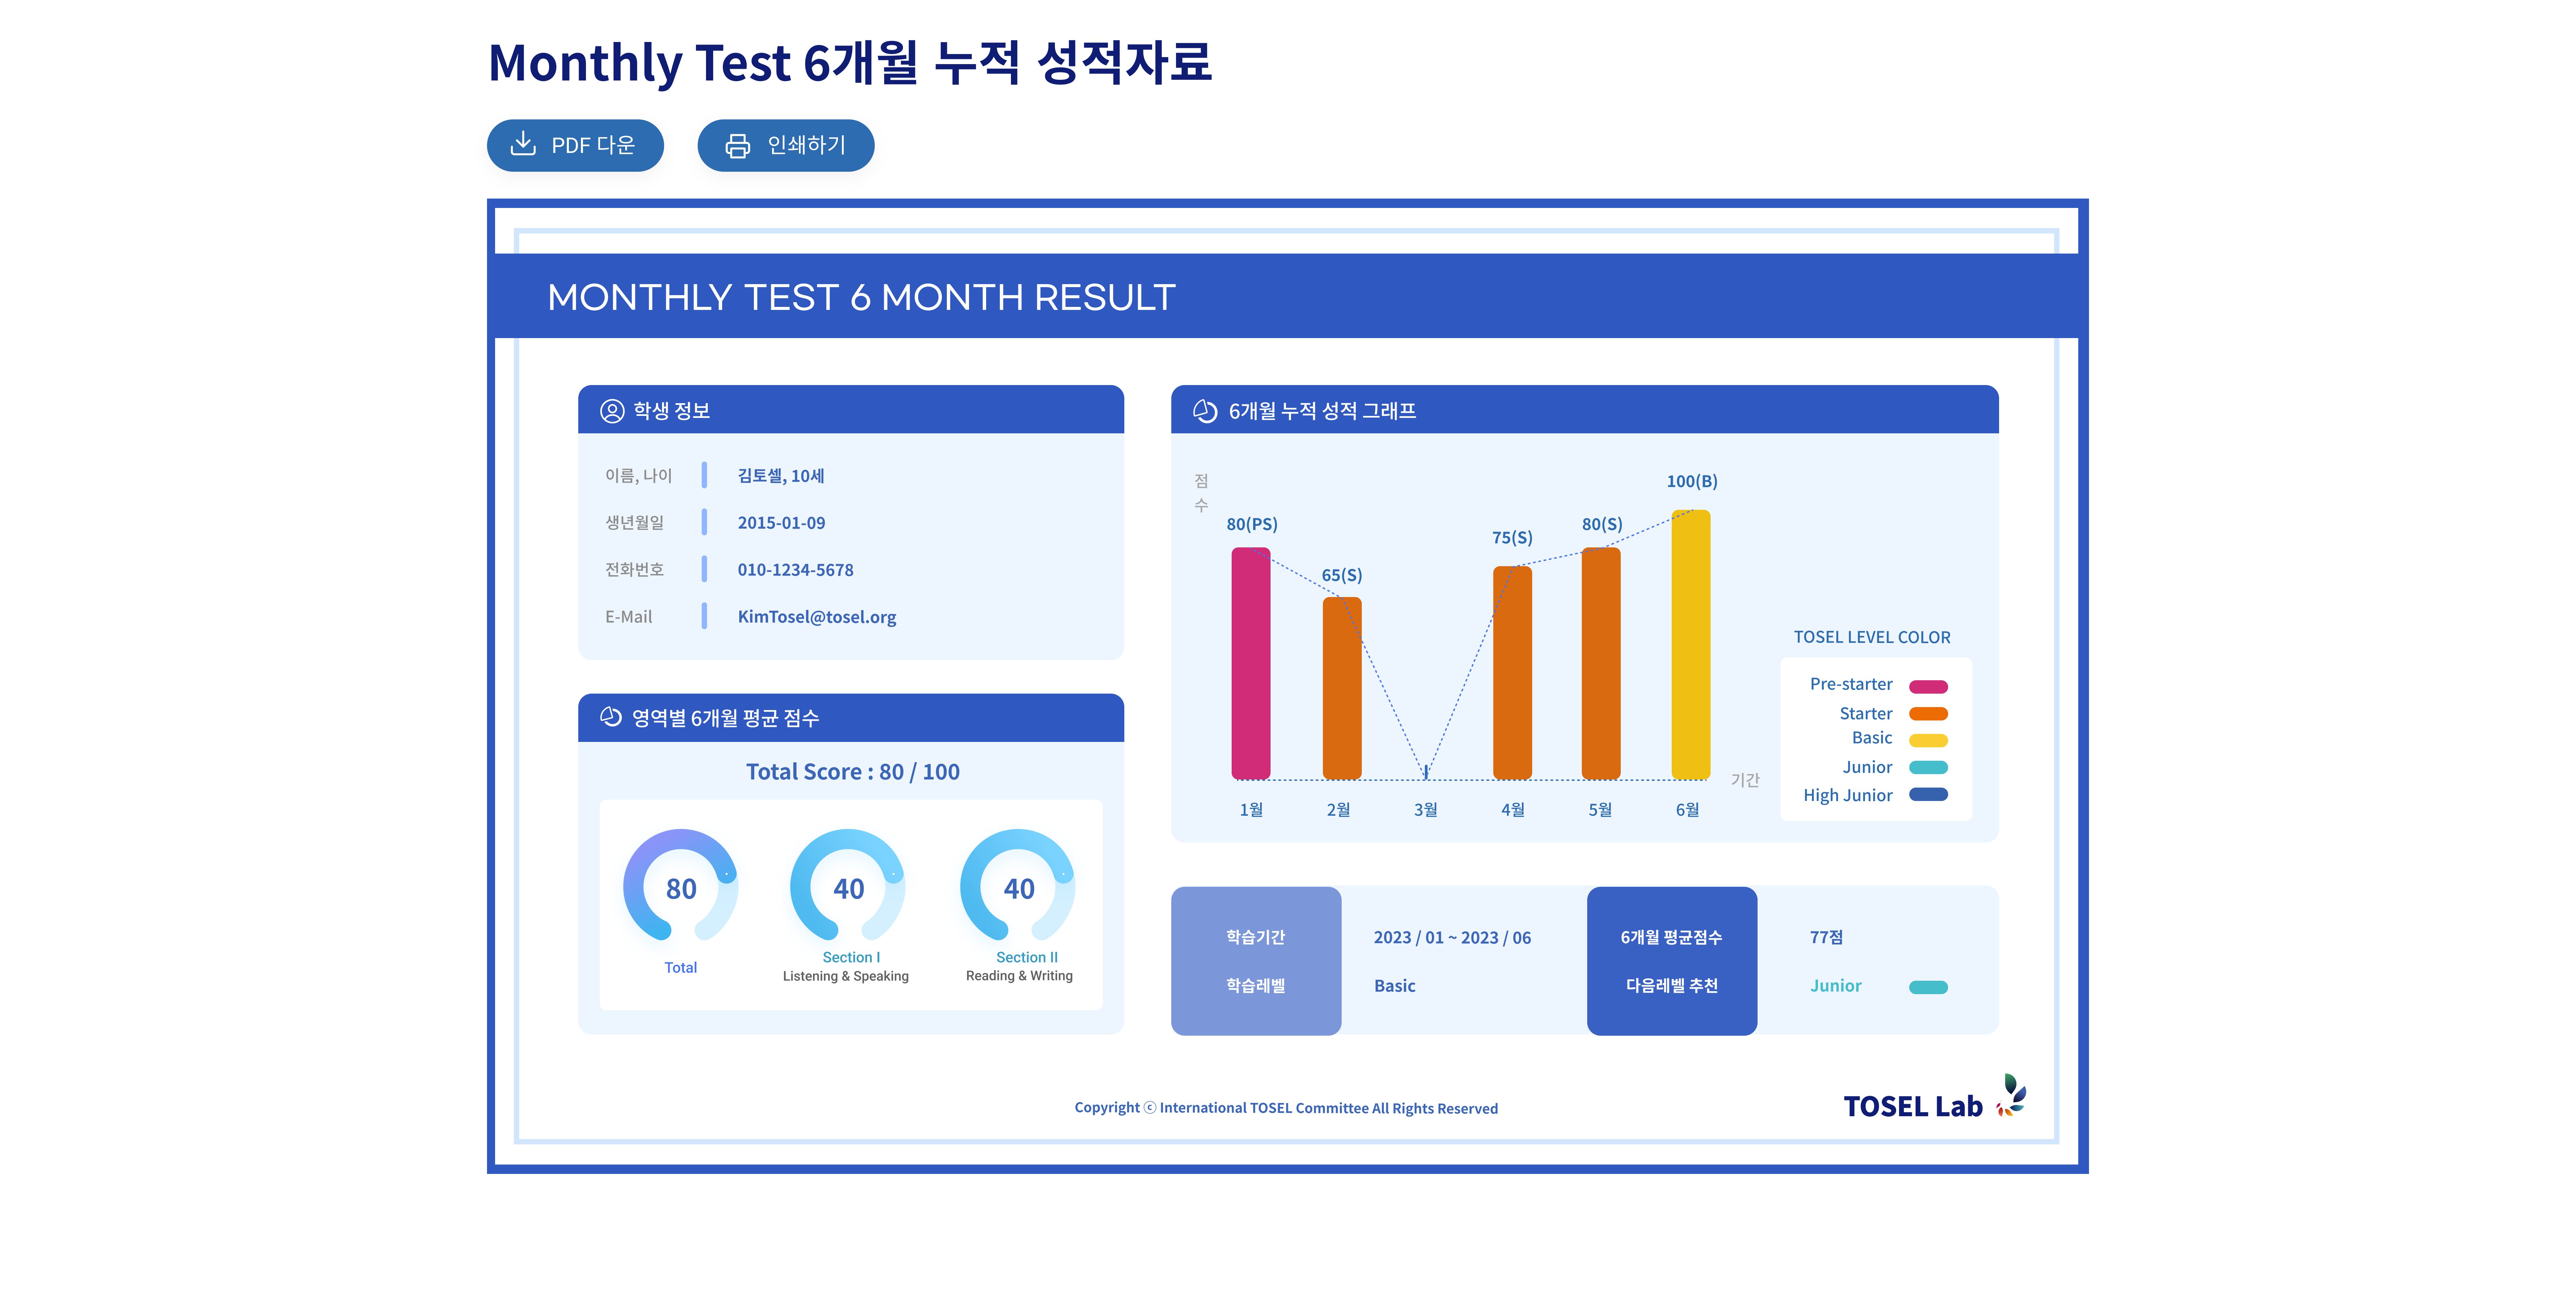 Monthly Test 6개월 누적 성적자료
PDF 다운
인쇄하기
MONTHLY TEST 6 MONTH RESULT
학생 정보
이름, 나이
김토셀, 10세
생년월일
2015-01-09
전화번호
010-1234-5678
E-Mail
KimTosel@tosel.org
영역별 6개월 평균 점수
Total Score : 80 / 100
80
Total
40
Section I
Listening & Speaking
40
Section II
Reading & Writing
6개월 누적 성적 그래프
점
수
80(PS)
65(S)
75(S)
80(S)
100(B)
1월
2월
3월
4월
5월
6월
기간
TOSEL LEVEL COLOR
Pre-starter
Starter
Basic
Junior
High Junior
학습기간
2023 / 01 ~ 2023 / 06
학습레벨
Basic
6개월 평균점수
77점
다음레벨 추천
Junior
Copyright ⓒ International TOSEL Committee All Rights Reserved
TOSEL Lab